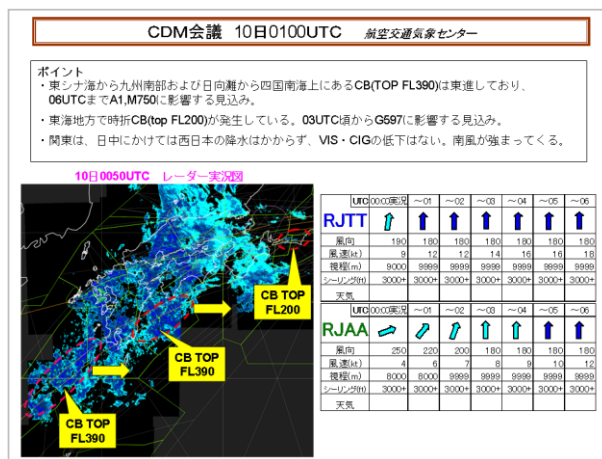 CDM会議 10日0100UTC 航空交通気象センター
ポイント
・東シナ海から九州南部および日向灘から四国南海上にあるCB(TOP FL390)は東進しており、
06UTCまでA1,M750に影響する見込み。
・東海地方で時折CB(top FL200)が発生している。03UTC頃からG597に影響する見込み。
・関東は、日中にかけては西日本の降水はかからず、VIS・CIGの低下はない。南風が強まってくる。
10日0050UTC レーダー実況図
CB TOP
FL200
CB TOP
FL390
CB TOP
FL390
UTC 00:00実況 ～01 ～02 ～03 ～04 ～05 ～06
RJTT
風向 190 180 180 180 180 180 180
風速(kt) 9 12 12 14 16 16 18
視程(m) 9000 9999 9999 9999 9999 9999 9999
シーリング(ft) 3000+ 3000+ 3000+ 3000+ 3000+ 3000+ 3000+
天気
UTC 00:00実況 ～01 ～02 ～03 ～04 ～05 ～06
RJAA
風向 250 220 200 180 180 180 180
風速(kt) 4 6 7 8 9 10 12
視程(m) 8000 8000 9999 9999 9999 9999 9999
シーリング(ft) 3000+ 3000+ 3000+ 3000+ 3000+ 3000+ 3000+
天気